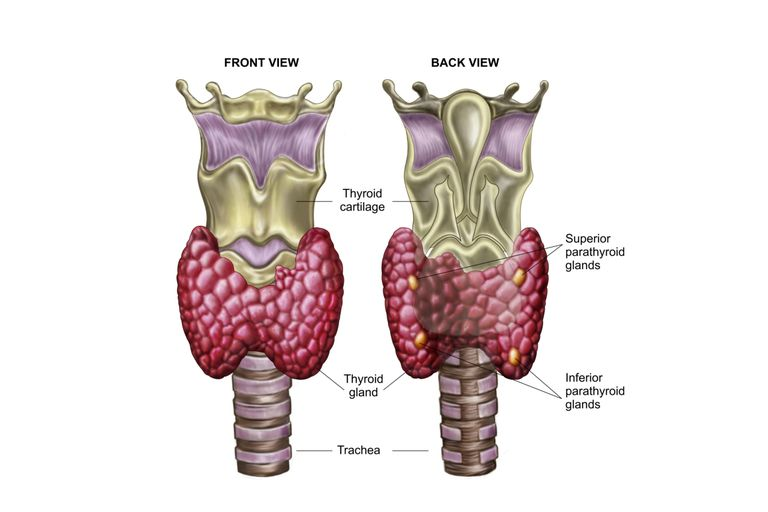 FRONT VIEW
BACK VIEW
Thyroid
cartilage
Superior
parathyroid
glands
Thyroid
gland
Inferior
parathyroid
glands
Trachea